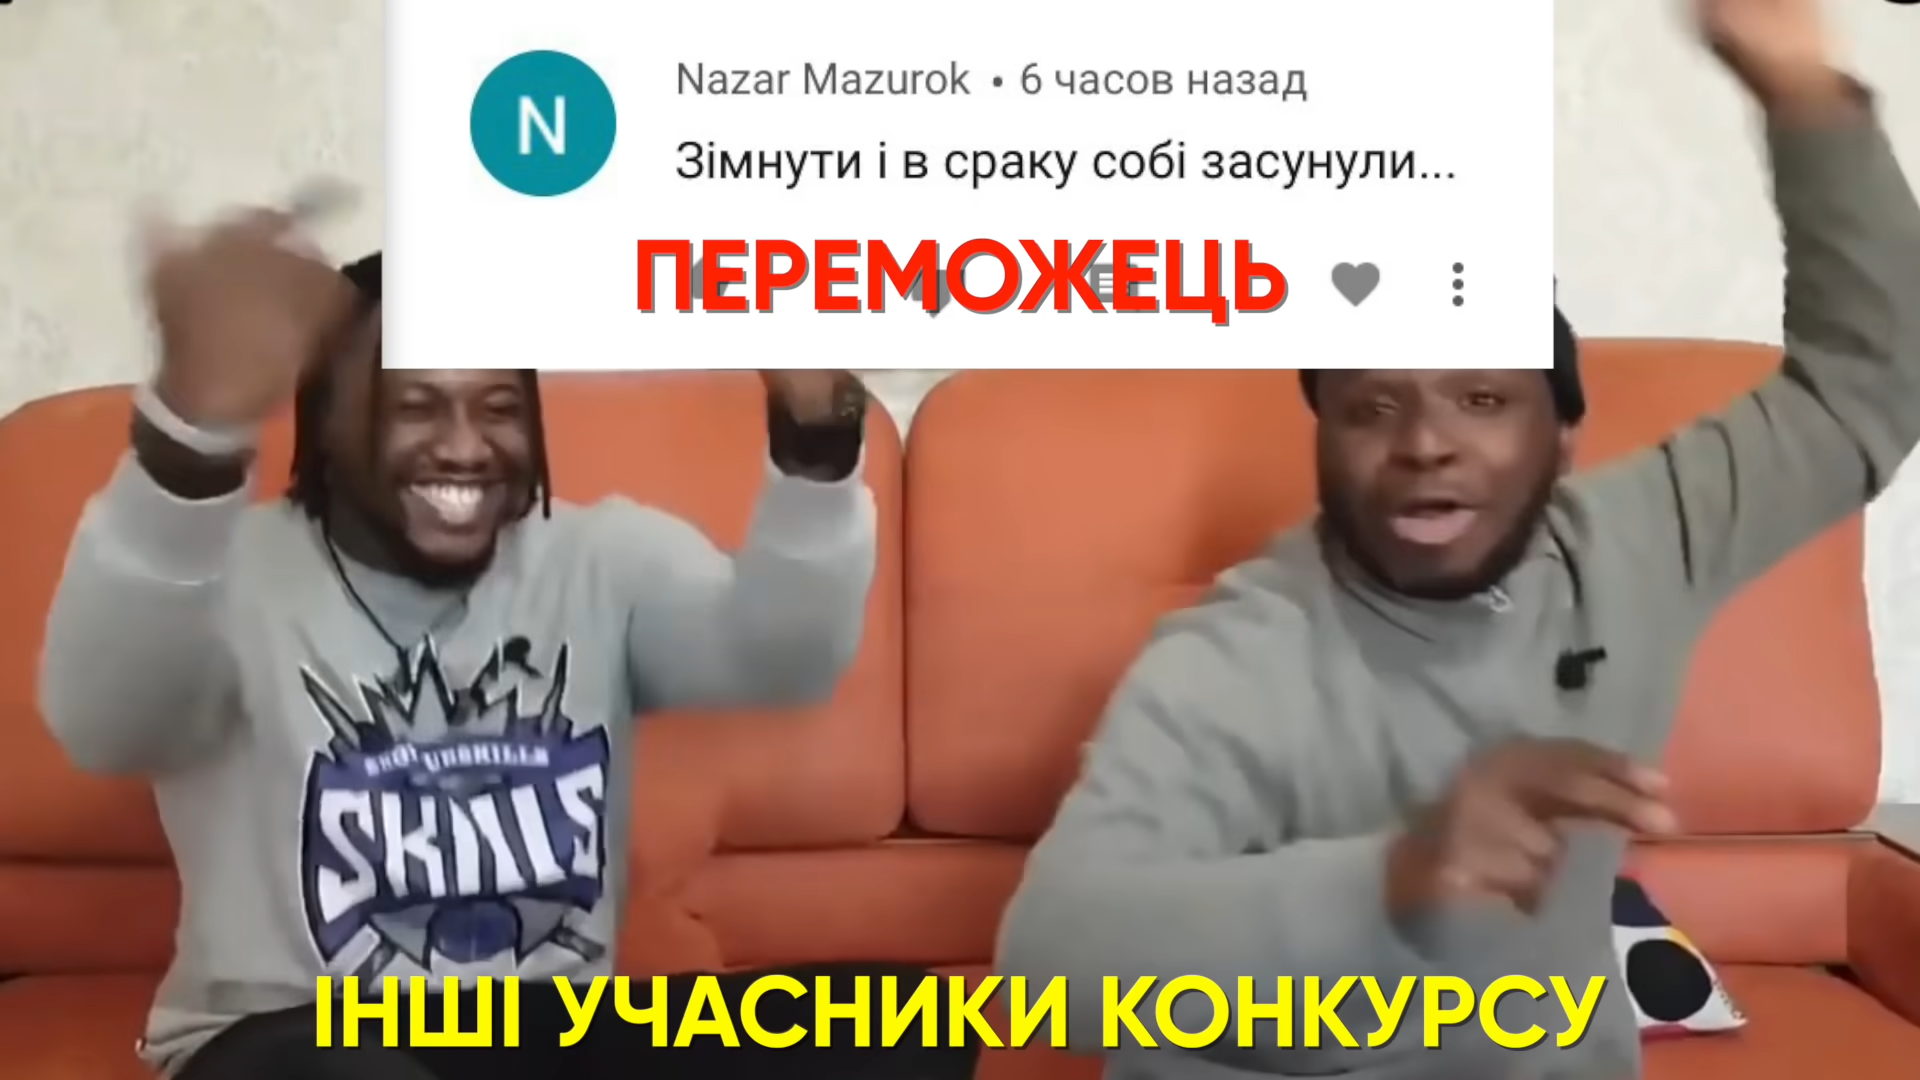 N
Nazar Mazurok • 6 часов назад
Зімнути і в сраку собі засунули...
ПЕРЕМОЖЕЦЬ
SKILLS
ІНШІ УЧАСНИКИ КОНКУРСУ